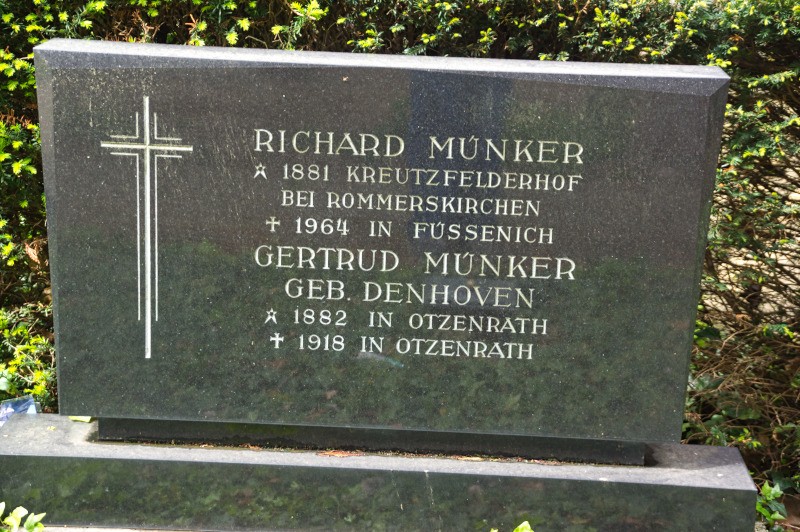 RICHARD MÜNKER
☆ 1881 KREUTZFELDERHOF
BEI ROMMERSKIRCHEN
✝ 1964 IN FÜSSENICH
GERTRUD MÜNKER
GEB. DENHOVEN
☆ 1882 IN OTZENRATH
✝ 1918 IN OTZENRATH